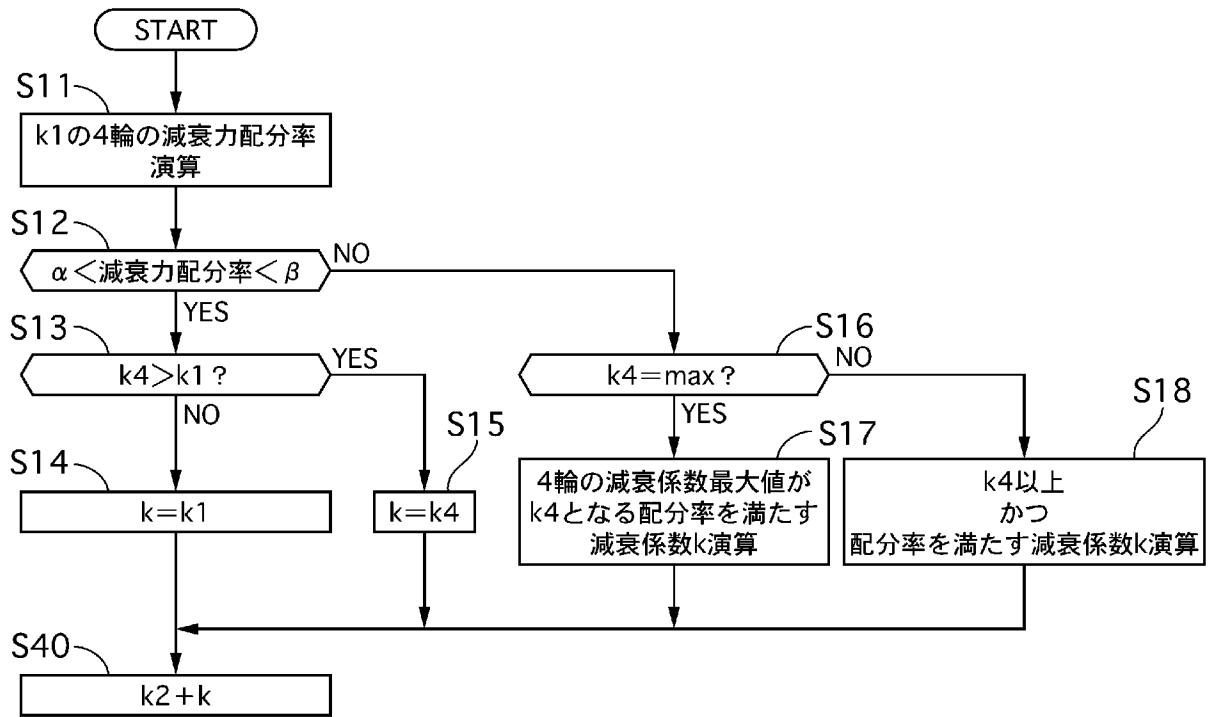 START
S11
k1の4輪の減衰力配分率
演算
S12
α＜減衰力配分率＜β
NO
YES
S13
k4>k1？
YES
NO
S16
k4=max？
NO
YES
S14
k=k1
S15
k=k4
S17
4輪の減衰係数最大値が
k4となる配分率を満たす
減衰係数k演算
S18
k4以上
かつ
配分率を満たす減衰係数k演算
S40
k2+k